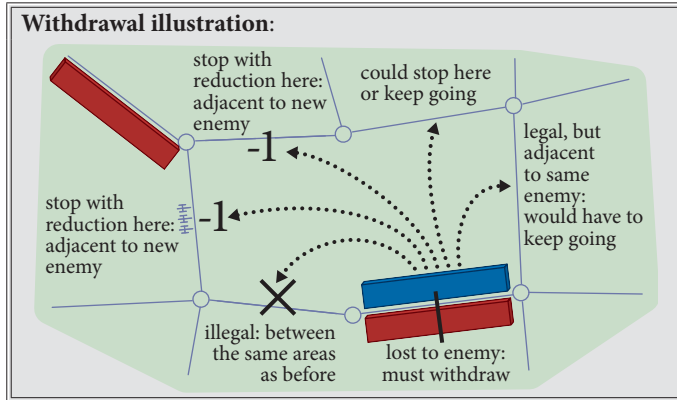 Withdrawal illustration:
stop with
reduction here:
adjacent to new
enemy
-1
could stop here
or keep going
legal, but
adjacent
to same
enemy:
would have to
keep going
stop with
reduction here:
adjacent to new
enemy
-1
illegal: between
the same areas
as before
lost to enemy:
must withdraw